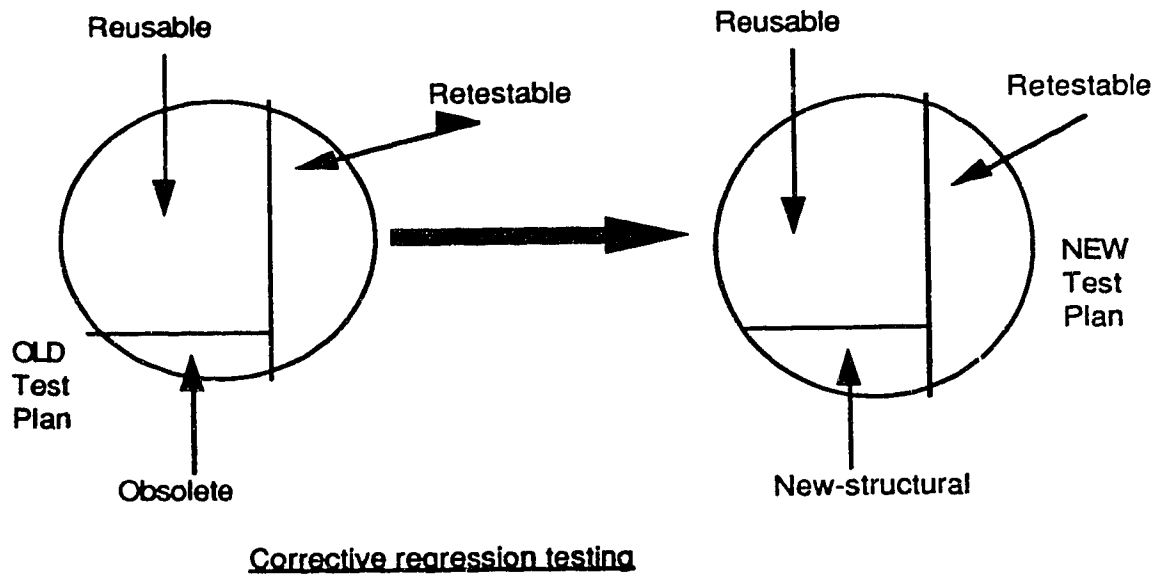 Reusable
Retestable
OLD
Test
Plan
Obsolete
Reusable
Retestable
NEW
Test
Plan
New-structural
Corrective regression testing